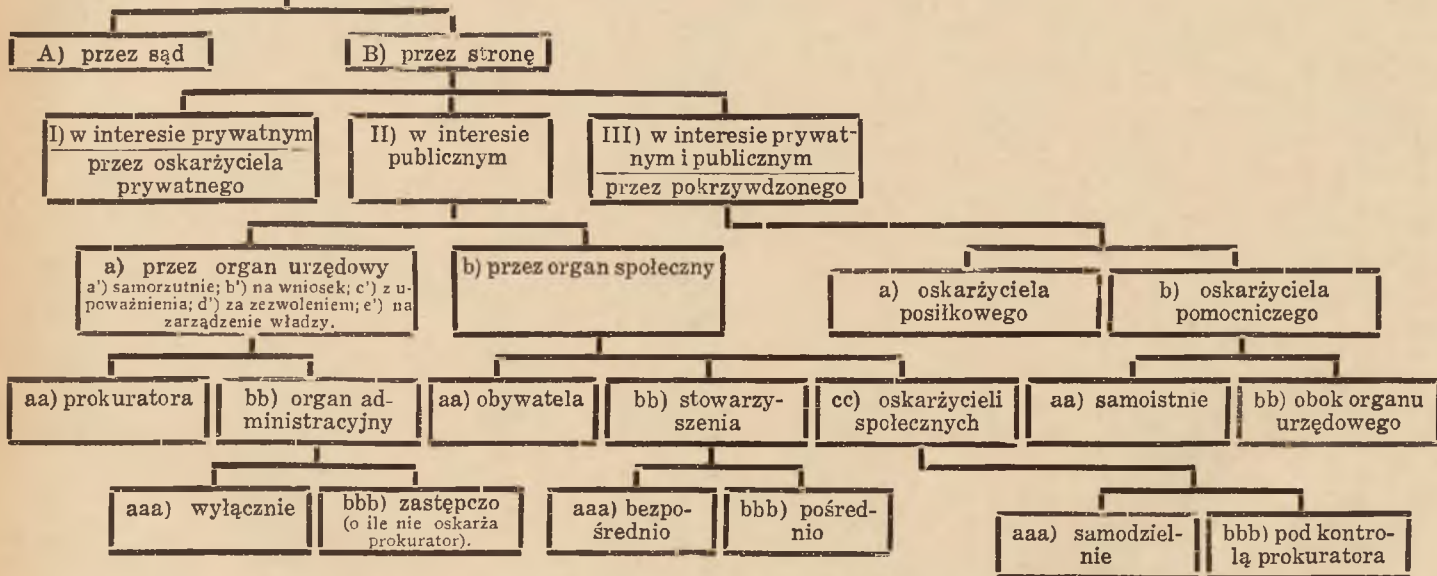 A) przez sąd
B) przez stronę
I) w interesie prywatnym
przez oskarżyciela
prywatnego
II) w interesie
publicznym
III) w interesie prywat-
nym i publicznym
przez pokrzywdzonego
a) przez organ urzędowy
a') samorzutnie; b') na wniosek; c') z u-
poważnienia; d') za zezwoleniem; e') na
zarządzenie władzy.
b) przez organ społeczny
a) oskarżyciela
posiłkowego
b) oskarżyciela
pomocniczego
aa) prokuratora
bb) organ ad-
ministracyjny
aa) obywatela
bb) stowarzy-
szenia
cc) oskarżycieli
społecznych
aa) samoistnie
bb) obok organu
urzędowego
aaa) wyłącznie
bbb) zastępczo
(o ile nie oskarża
prokurator).
aaa) bezpo-
średnio
bbb) pośred-
nio
aaa) samodziel-
nie
bbb) pod kontro-
lą prokuratora